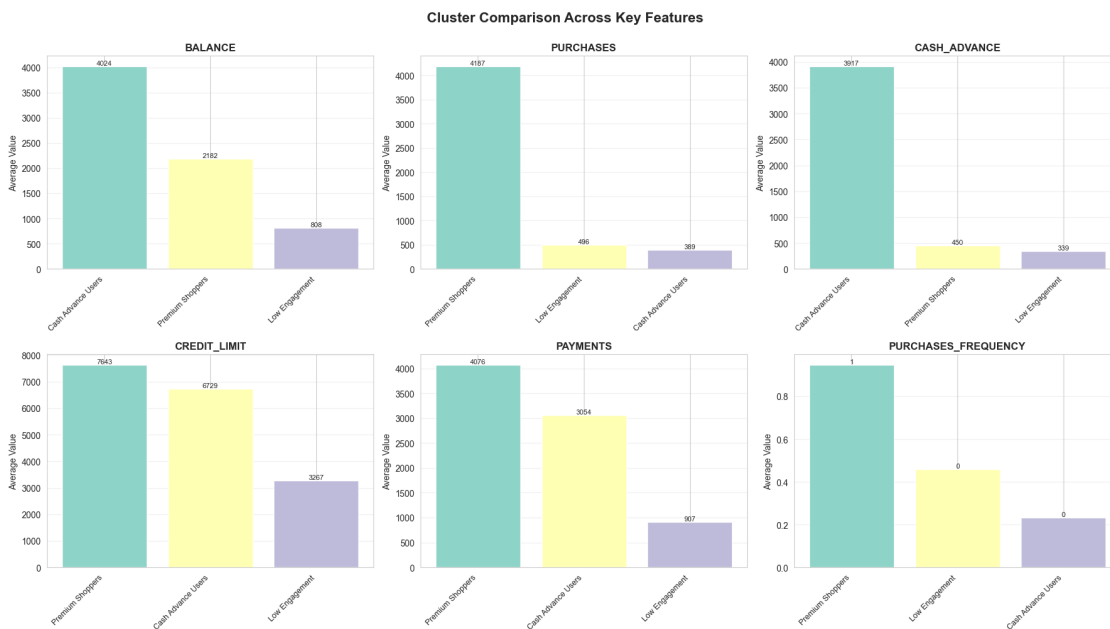 Cluster Comparison Across Key Features
BALANCE
Average Value
4000
3500
3000
2500
2000
1500
1000
500
0
4024
2182
808
Cash Advance Users
Premium Shoppers
Low Engagement
PURCHASES
Average Value
4000
3500
3000
2500
2000
1500
1000
500
0
4187
496
389
Premium Shoppers
Low Engagement
Cash Advance Users
CASH_ADVANCE
Average Value
4000
3500
3000
2500
2000
1500
1000
500
0
3917
450
339
Cash Advance Users
Premium Shoppers
Low Engagement
CREDIT_LIMIT
Average Value
8000
7000
6000
5000
4000
3000
2000
1000
0
7643
6729
3267
Premium Shoppers
Cash Advance Users
Low Engagement
PAYMENTS
Average Value
4000
3500
3000
2500
2000
1500
1000
500
0
4076
3054
907
Premium Shoppers
Cash Advance Users
Low Engagement
PURCHASES_FREQUENCY
Average Value
0.8
0.6
0.4
0.2
0.0
1
0
0
Premium Shoppers
Low Engagement
Cash Advance Users